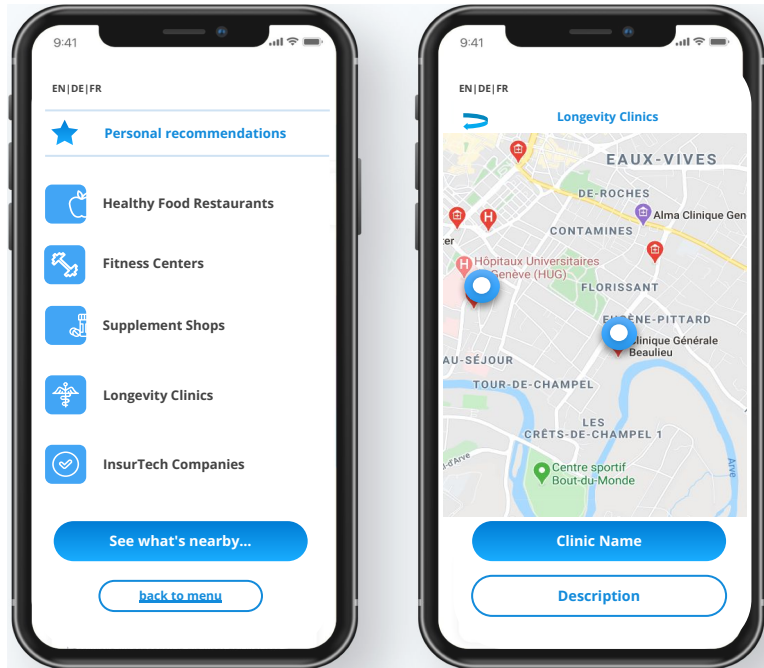 9:41
EN|DE|FR
Personal recommendations
Healthy Food Restaurants
Fitness Centers
Supplement Shops
Longevity Clinics
InsurTech Companies
See what's nearby...
back to menu
9:41
EN|DE|FR
Longevity Clinics
EAUX-VIVES
DE-ROCHES
Alma Clinique Gen
CONTAMINES
H
ter
H
Hôpitaux Universitaires
Genève (HUG)
FLORISSANT
EUGÈNE-PITTARD
Clinique Générale
Beaulieu
AU-SÉJOUR
TOUR-DE-CHAMPEL
LES
CRÊTS-DE-CHAMPEL 1
d'Arve
Arve
Centre sportif
Bout-du-Monde
Clinic Name
Description